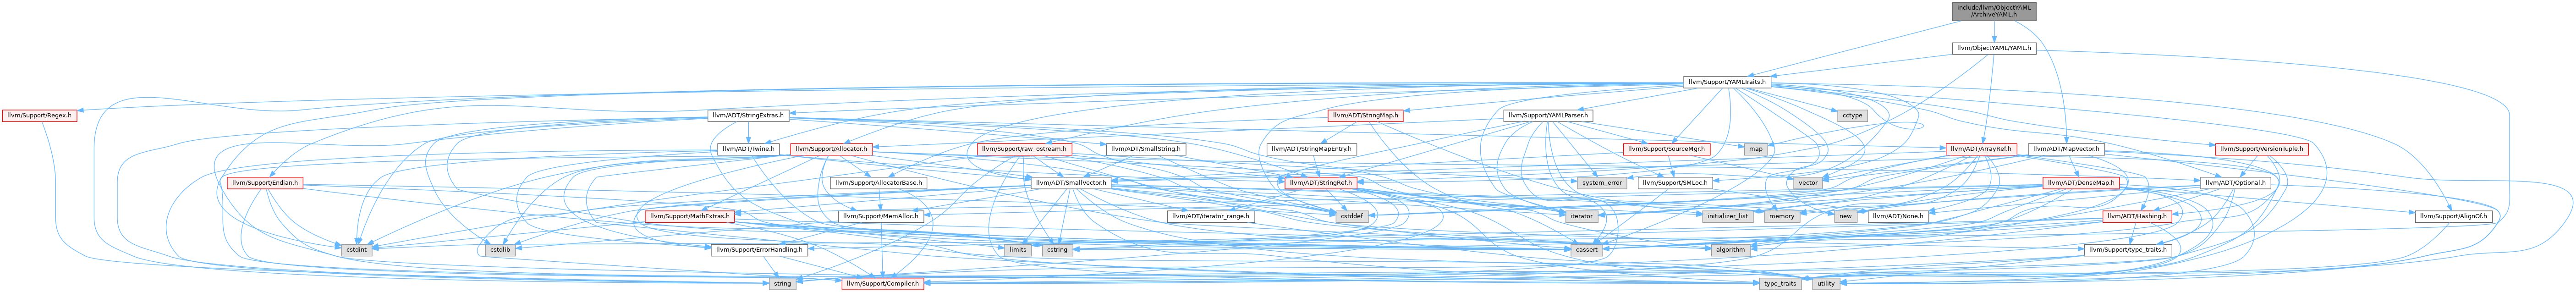 include/llvm/ObjectYAML
/ArchiveYAML.h
llvm/ObjectYAML/YAML.h
llvm/Support/YAMLTraits.h
llvm/Support/Regex.h
llvm/ADT/StringExtras.h
llvm/ADT/StringMap.h
llvm/Support/YAMLParser.h
cctype
llvm/ADT/Twine.h
llvm/Support/Allocator.h
llvm/Support/raw_ostream.h
llvm/ADT/SmallString.h
llvm/ADT/StringMapEntry.h
llvm/Support/SourceMgr.h
map
llvm/ADT/ArrayRef.h
llvm/ADT/MapVector.h
llvm/Support/VersionTuple.h
llvm/Support/Endian.h
llvm/Support/AllocatorBase.h
llvm/ADT/SmallVector.h
llvm/ADT/StringRef.h
system_error
llvm/Support/SMLoc.h
vector
llvm/ADT/DenseMap.h
llvm/ADT/Optional.h
llvm/Support/MathExtras.h
llvm/Support/MemAlloc.h
llvm/ADT/iterator_range.h
cstddef
iterator
initializer_list
memory
new
llvm/ADT/None.h
llvm/ADT/Hashing.h
llvm/Support/AlignOf.h
cstdint
cstdlib
llvm/Support/ErrorHandling.h
limits
cstring
cassert
algorithm
llvm/Support/type_traits.h
string
llvm/Support/Compiler.h
type_traits
utility